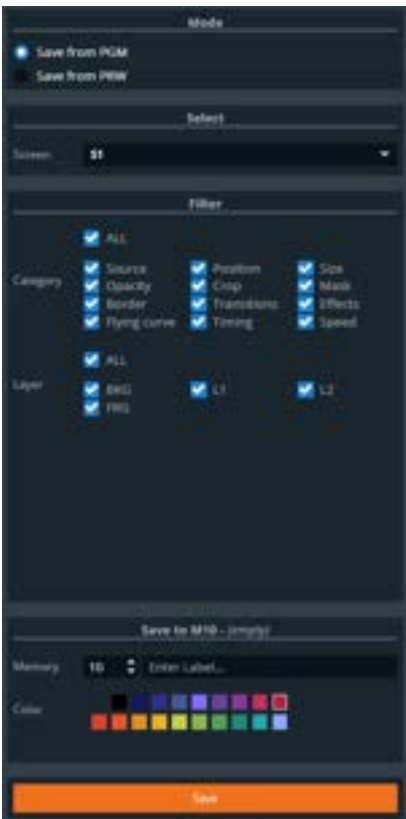 Mode
Save from PGM
Save from PRW
Select
Screen S1
Filter
ALL
Category
Source Position Size
Opacity Crop Mask
Border Transitions Effects
Flying curve Timing Speed
ALL
Layer
BKG L1 L2
FRG
Save to M10 - (empty)
Memory 10 Enter Label...
Color
Save